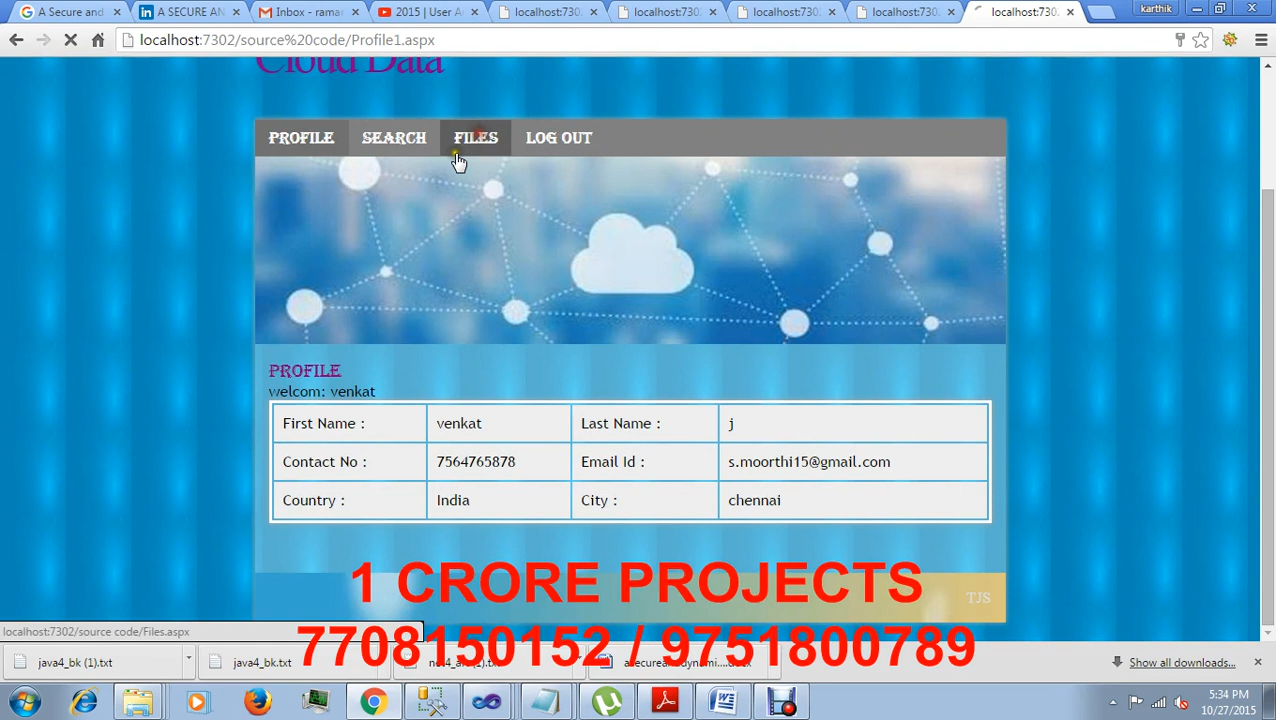 A Secure and
A SECURE AN
Inbox - rama
2015 | User A
localhost:730
localhost:730
localhost:730
localhost:730
localhost:730
karthik
localhost:7302/source%20code/Profile1.aspx
Cloud Data
PROFILE SEARCH FILES LOG OUT
PROFILE
welcom: venkat
First Name : venkat Last Name : j
Contact No : 7564765878 Email Id : s.moorthi15@gmail.com
Country : India City : chennai
1 CRORE PROJECTS
TJS
localhost:7302/source code/Files.aspx
7708150152 / 9751800789
java4_bk (1).txt
java4_bk.txt
Show all downloads...
5:34 PM
10/27/2015